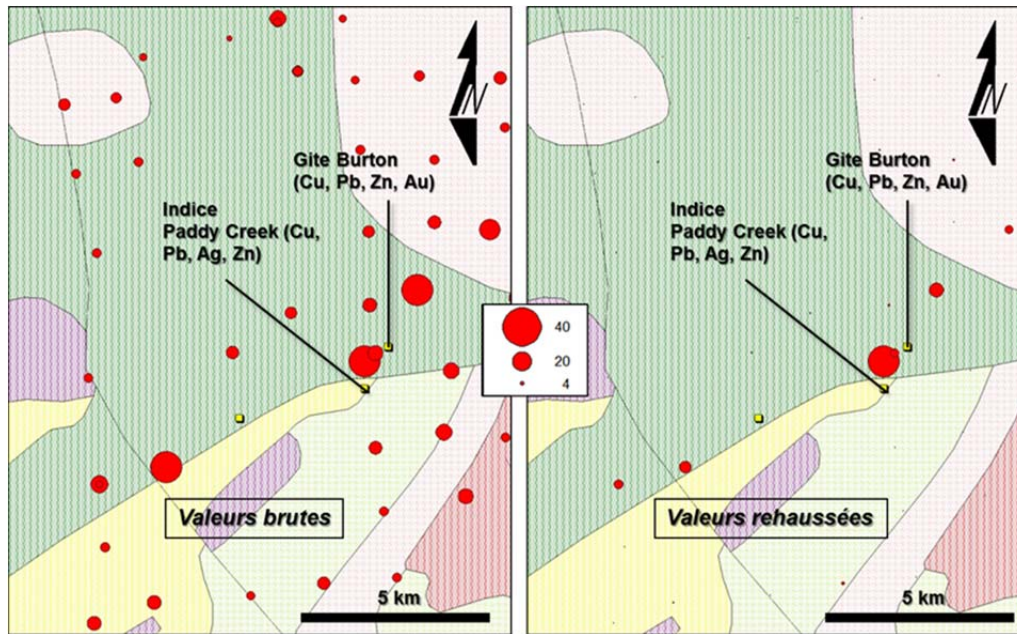 N
Gite Burton
(Cu, Pb, Zn, Au)
Indice
Paddy Creek (Cu,
Pb, Ag, Zn)
Valeurs brutes
5 km
40
20
4
N
Gite Burton
(Cu, Pb, Zn, Au)
Indice
Paddy Creek (Cu,
Pb, Ag, Zn)
Valeurs rehaussées
5 km